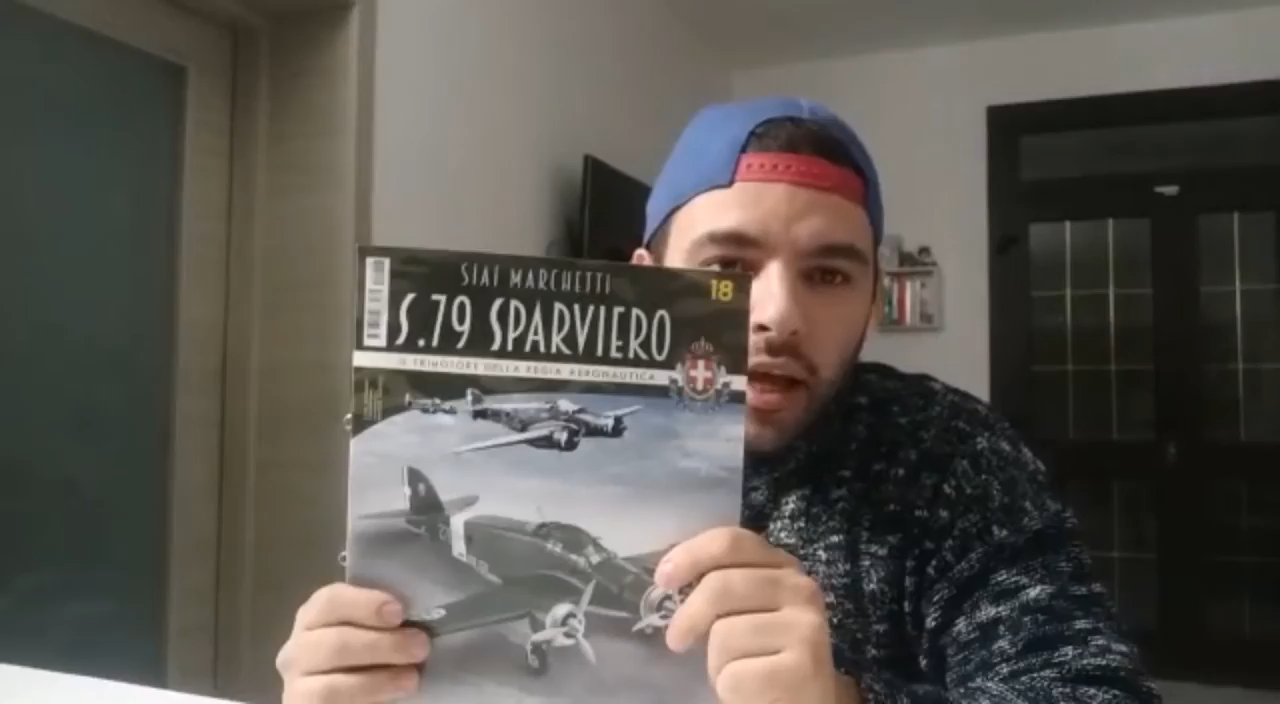 SIAI MARCHETTI
18
S.79 SPARVIERO
IL TRIMOTORE DELLA REGIA AERONAUTICA